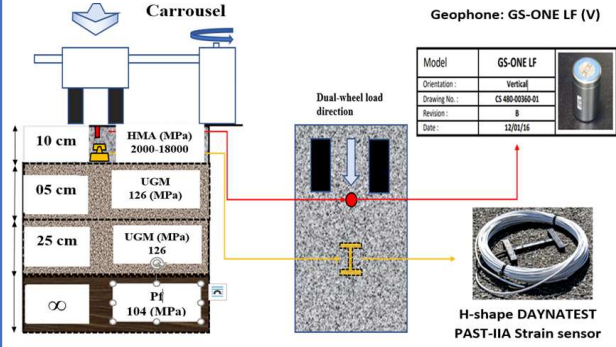 Carrousel
Geophone: GS-ONE LF (V)
Model GS-ONE LF
Orientation : Vertical
Drawing No. : CS 480-00360-01
Revision : B
Date : 12/01/16
Dual-wheel load
direction
10 cm
HMA (MPa)
2000-18000
05 cm
UGM
126 (MPa)
25 cm
UGM (MPa)
126
∞
Pf
104 (MPa)
H-shape DAYNATEST
PAST-IIA Strain sensor